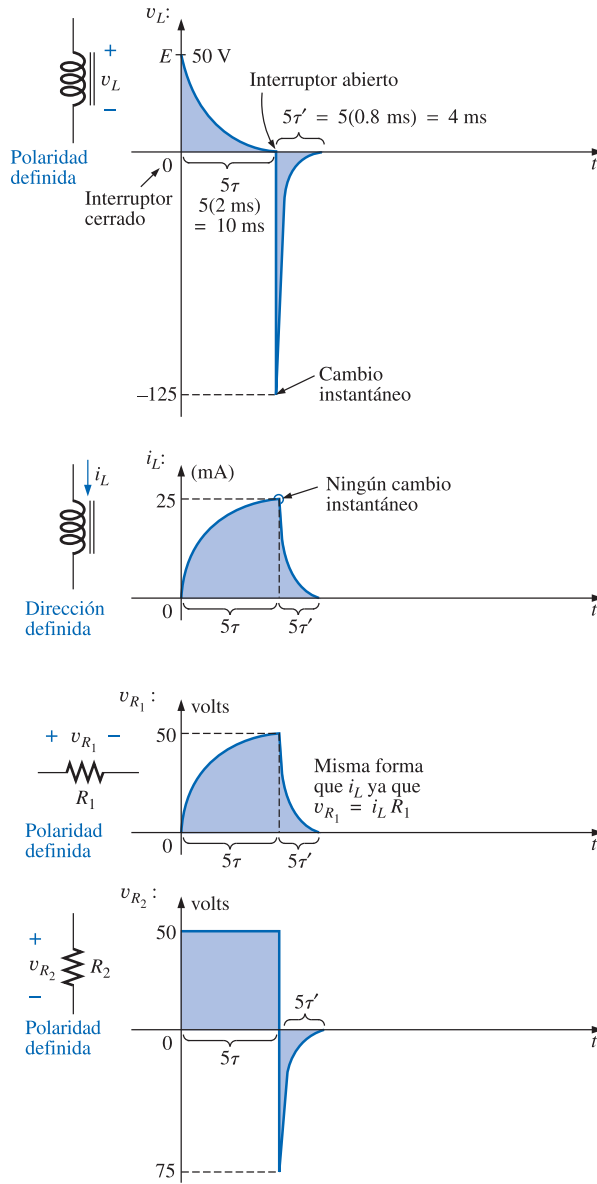 v_L:
+
v_L
−
Polaridad
definida
E
50 V
Interruptor abierto
5τ′ = 5(0.8 ms) = 4 ms
0
t
Interruptor
cerrado
5τ
5(2 ms)
= 10 ms
−125
Cambio
instantáneo
i_L:
(mA)
i_L
25
Ningún cambio
instantáneo
Dirección
definida
0
5τ
5τ′
t
v_R₁:
volts
+ v_R₁ −
R₁
50
Misma forma
que i_L ya que
v_R₁ = i_L R₁
Polaridad
definida
0
5τ
5τ′
t
v_R₂:
volts
50
+
v_R₂
R₂
−
Polaridad
definida
5τ′
0
5τ
t
75